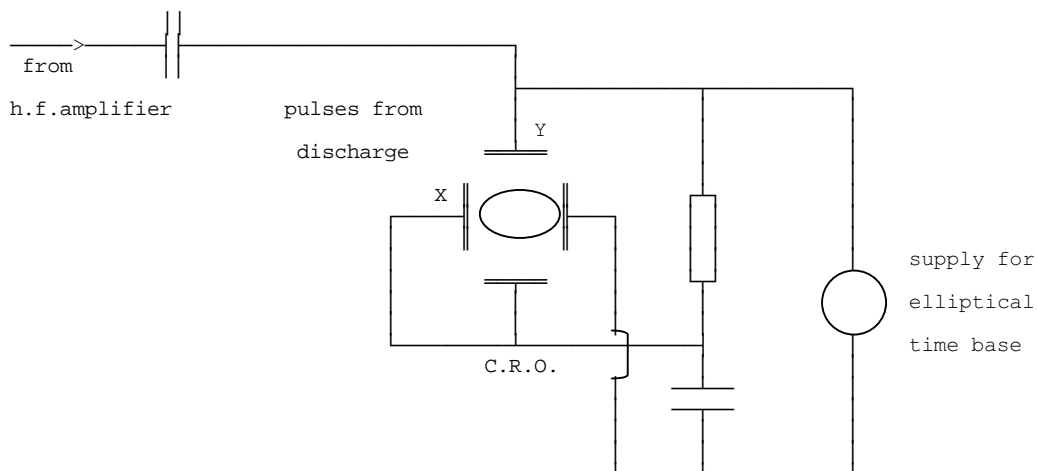 from
h.f.amplifier
pulses from
discharge
Y
X
C.R.O.
supply for
elliptical
time base